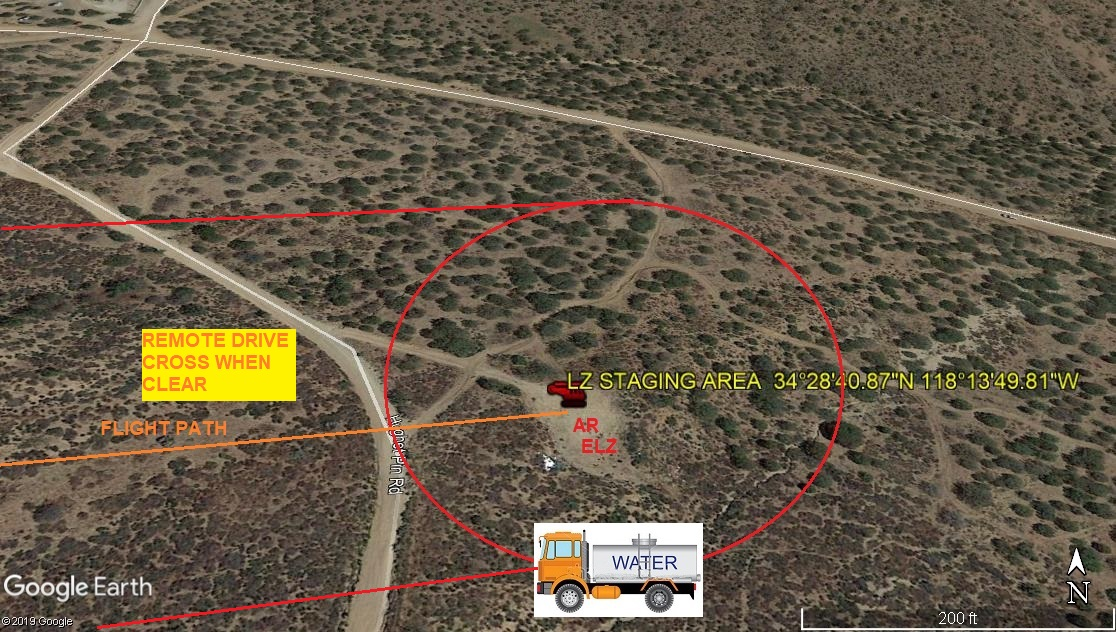 REMOTE DRIVE
CROSS WHEN
CLEAR
LZ STAGING AREA 34°28'40.87"N 118°13'49.81"W
FLIGHT PATH
AR
ELZ
Rd
WATER
Google Earth
N
©2019 Google
200 ft